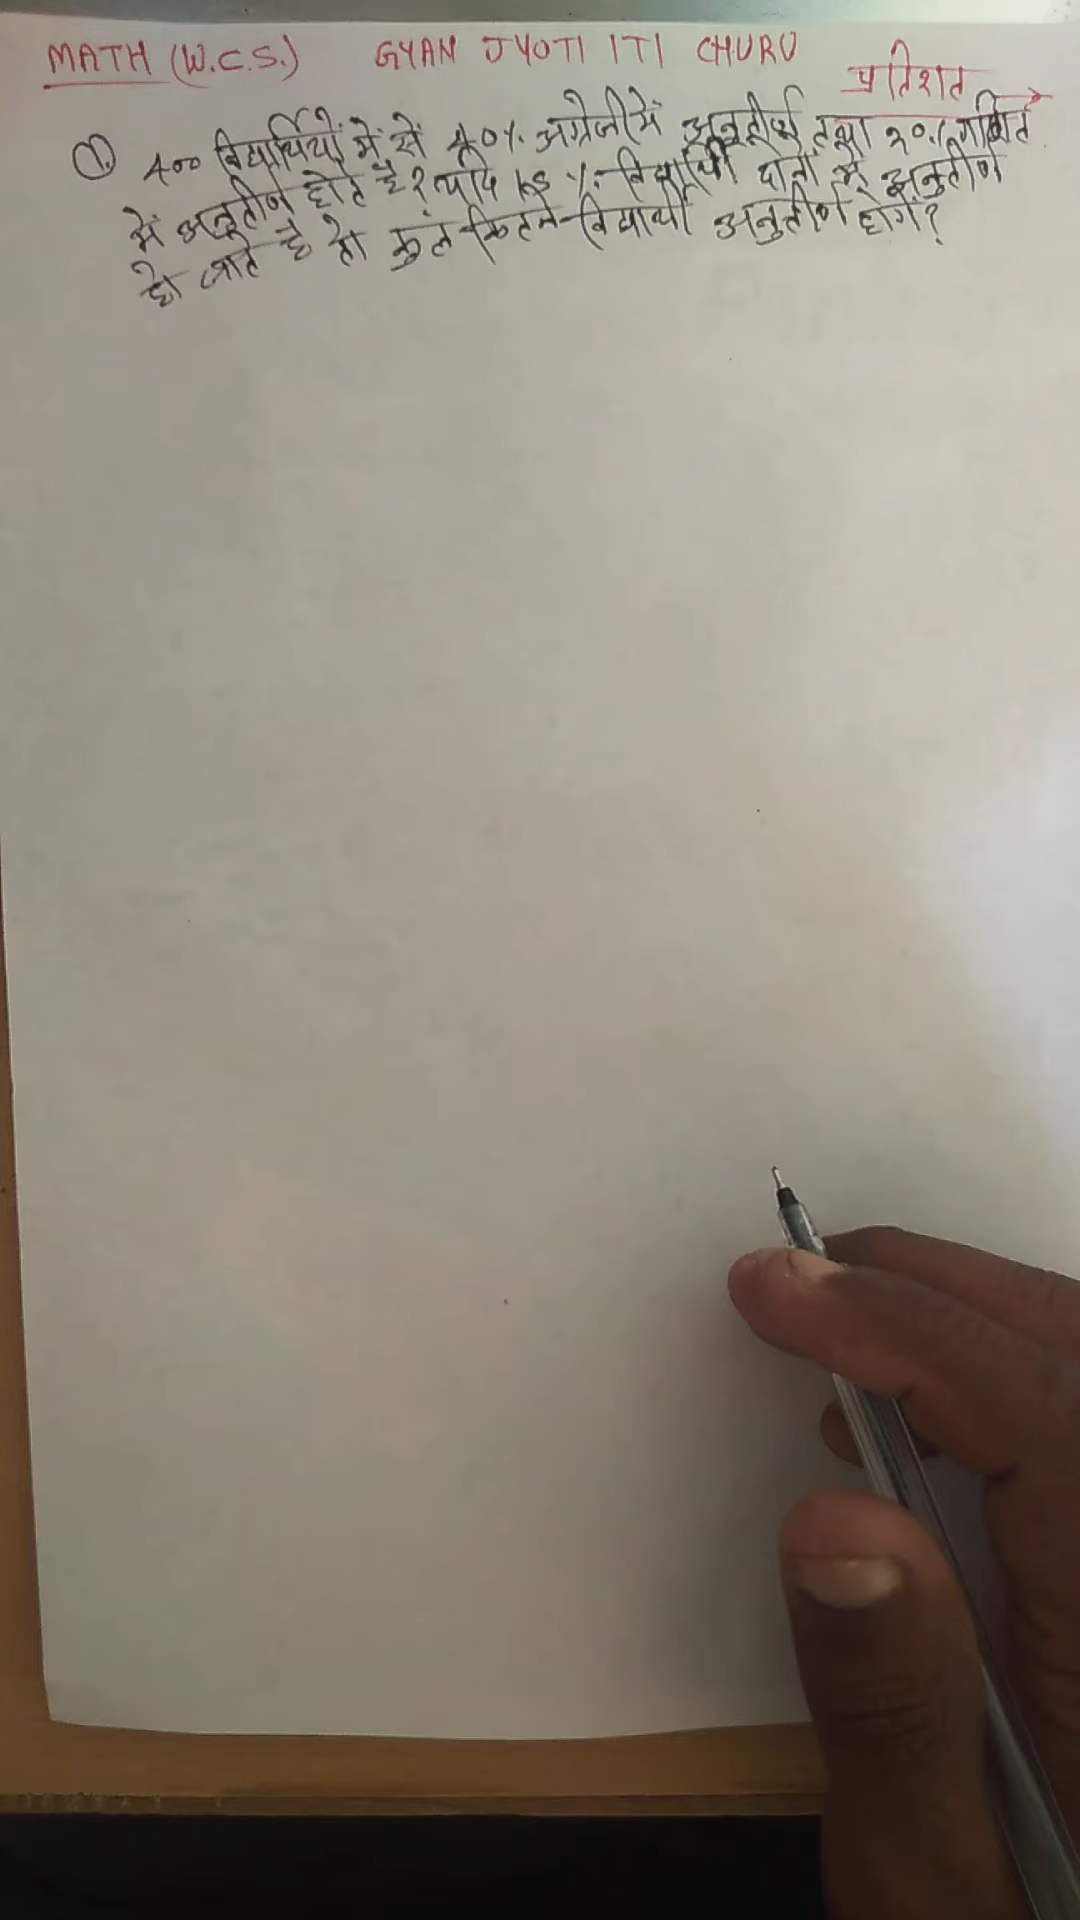 MATH (W.C.S.) GYAN JYOTI ITI CHURU
प्रतिशत
①. 400 विद्यार्थियों में से 40% अंग्रेजी में अनुतीर्ण तथा 20% गणित
में अनुतीर्ण होते है? यदि 15 % विद्यार्थी दोनों में अनुतीर्ण
हो जाते है तो कुल कितने विद्यार्थी अनुतीर्ण होगें?